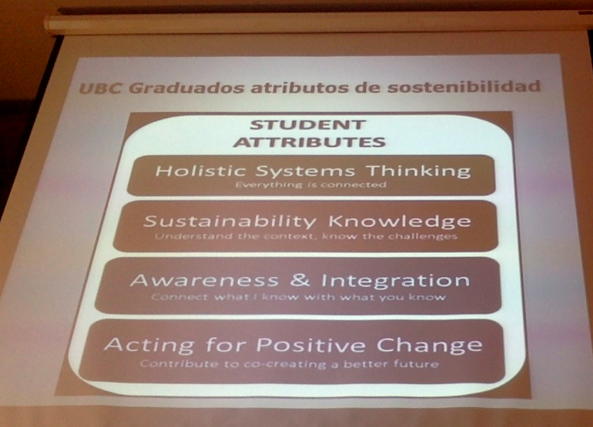 UBC Graduados atributos de sostenibilidad
STUDENT
ATTRIBUTES
Holistic Systems Thinking
Everything is connected
Sustainability Knowledge
Understand the context, know the challenges
Awareness & Integration
Connect what I know with what you know
Acting for Positive Change
Contribute to co-creating a better future